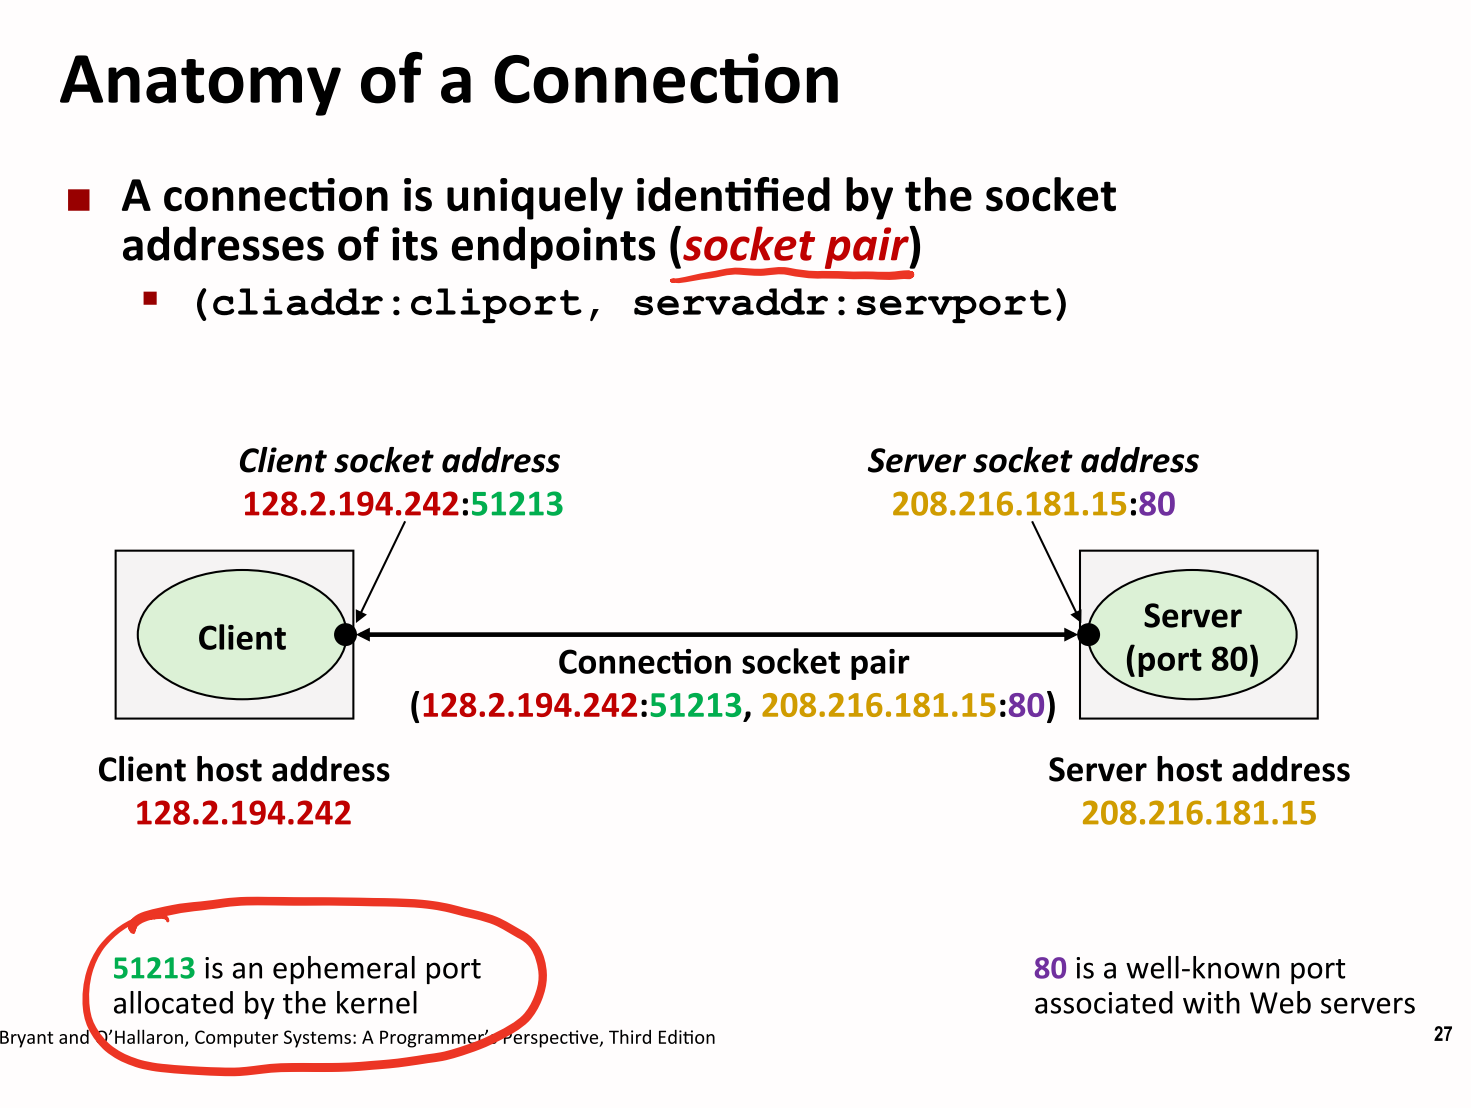 Anatomy of a Connection
A connection is uniquely identified by the socket
addresses of its endpoints (socket pair)
(cliaddr:cliport, servaddr:servport)
Client socket address
128.2.194.242:51213
Server socket address
208.216.181.15:80
Client
Server
(port 80)
Connection socket pair
(128.2.194.242:51213, 208.216.181.15:80)
Client host address
128.2.194.242
Server host address
208.216.181.15
51213 is an ephemeral port
allocated by the kernel
80 is a well-known port
associated with Web servers
Bryant and O'Hallaron, Computer Systems: A Programmer's Perspective, Third Edition
27